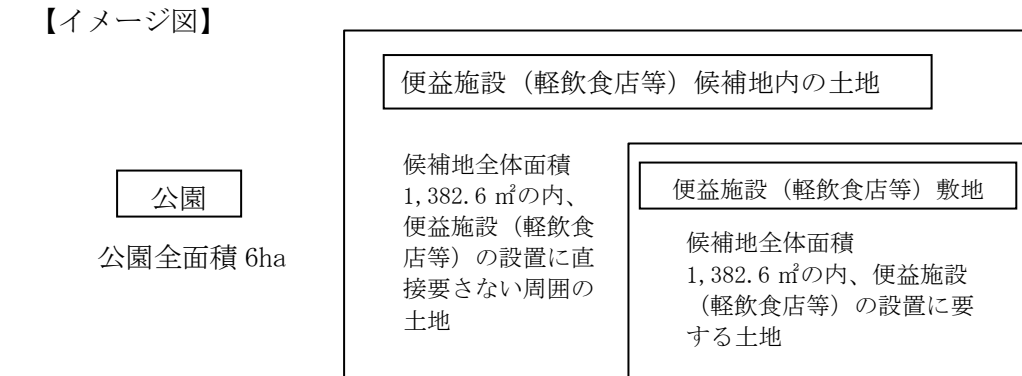 【イメージ図】
便益施設（軽飲食店等）候補地内の土地
公園
公園全面積 6ha
候補地全体面積
1,382.6 ㎡の内、
便益施設（軽飲食
店等）の設置に直
接要さない周囲の
土地
便益施設（軽飲食店等）敷地
候補地全体面積
1,382.6 ㎡の内、便益施設
（軽飲食店等）の設置に要
する土地